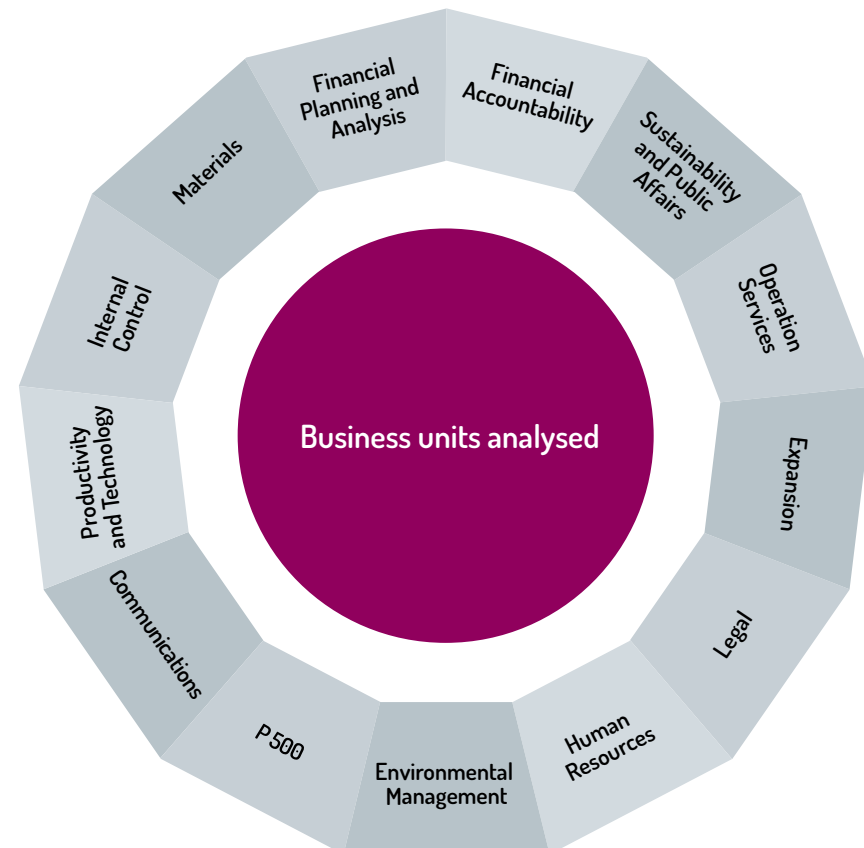 Financial
Planning and
Analysis
Financial
Accountability
Sustainability
and Public
Affairs
Operation
Services
Expansion
Legal
Human
Resources
Environmental
Management
P500
Communications
Productivity
and Technology
Internal
Control
Materials
Business units analysed